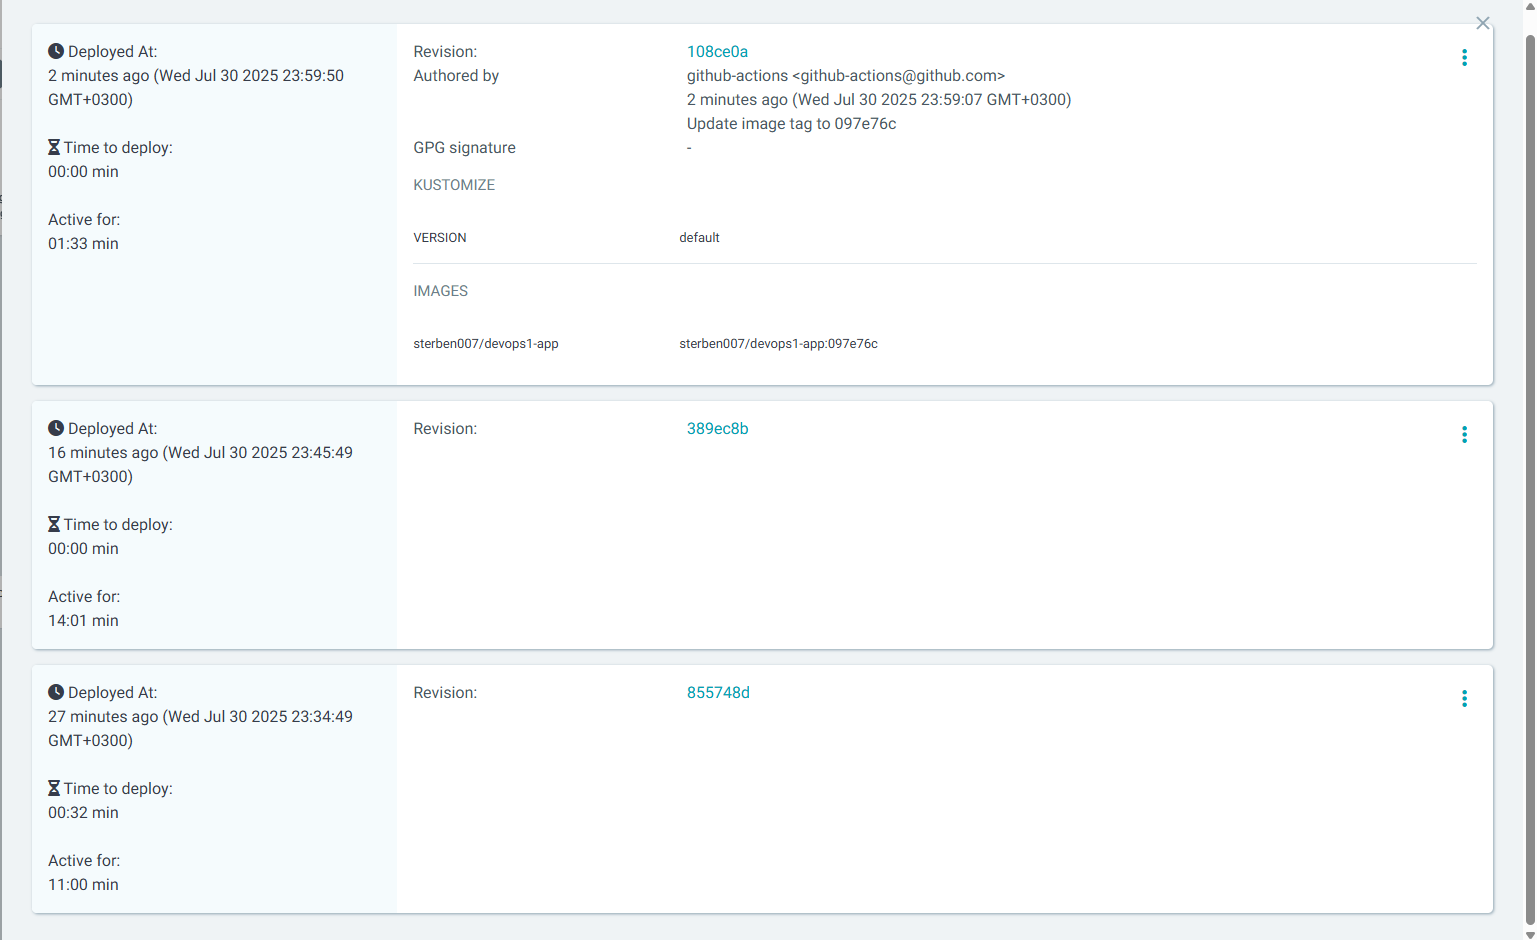 Deployed At:
2 minutes ago (Wed Jul 30 2025 23:59:50
GMT+0300)
Time to deploy:
00:00 min
Active for:
01:33 min
Revision: 108ce0a
Authored by github-actions <github-actions@github.com>
2 minutes ago (Wed Jul 30 2025 23:59:07 GMT+0300)
Update image tag to 097e76c
GPG signature -
KUSTOMIZE
VERSION default
IMAGES
sterben007/devops1-app sterben007/devops1-app:097e76c
Deployed At:
16 minutes ago (Wed Jul 30 2025 23:45:49
GMT+0300)
Time to deploy:
00:00 min
Active for:
14:01 min
Revision: 389ec8b
Deployed At:
27 minutes ago (Wed Jul 30 2025 23:34:49
GMT+0300)
Time to deploy:
00:32 min
Active for:
11:00 min
Revision: 855748d